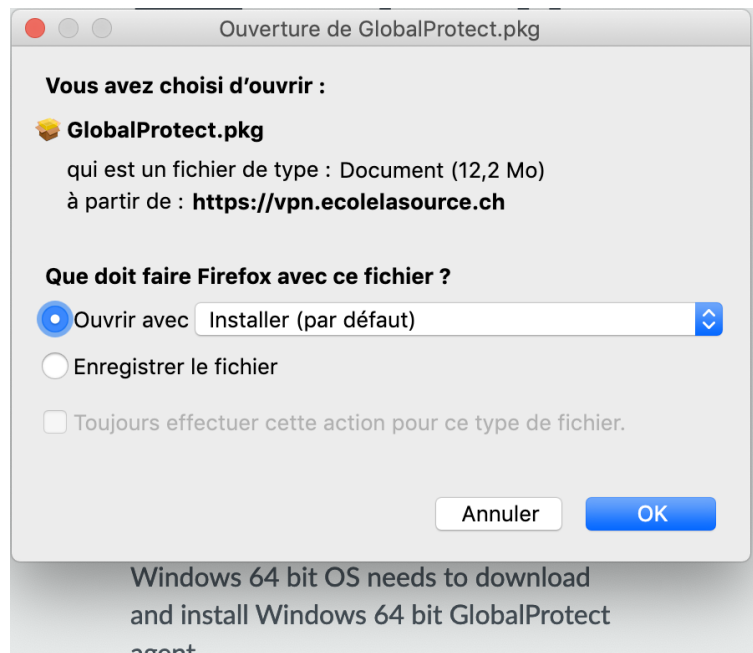 Ouverture de GlobalProtect.pkg
Vous avez choisi d'ouvrir :
GlobalProtect.pkg
qui est un fichier de type : Document (12,2 Mo)
à partir de : https://vpn.ecolelasource.ch
Que doit faire Firefox avec ce fichier ?
Ouvrir avec Installer (par défaut)
Enregistrer le fichier
Toujours effectuer cette action pour ce type de fichier.
Annuler OK
Windows 64 bit OS needs to download
and install Windows 64 bit GlobalProtect
agent